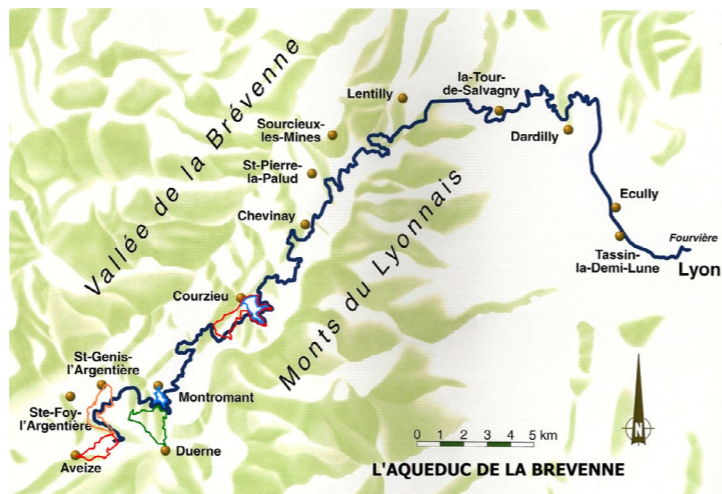 Vallée de la Brévenne
Monts du Lyonnais
Lentilly
la-Tour-
de-Salvagny
Sourcieux-
les-Mines
Dardilly
St-Pierre-
la-Palud
Ecully
Chevinay
Fourvière
Tassin-
la-Demi-Lune
Lyon
Courzieu
St-Genis-
l'Argentière
Montromant
Ste-Foy-
l'Argentière
Duerne
Aveize
0 1 2 3 4 5 km
N
L'AQUEDUC DE LA BREVENNE